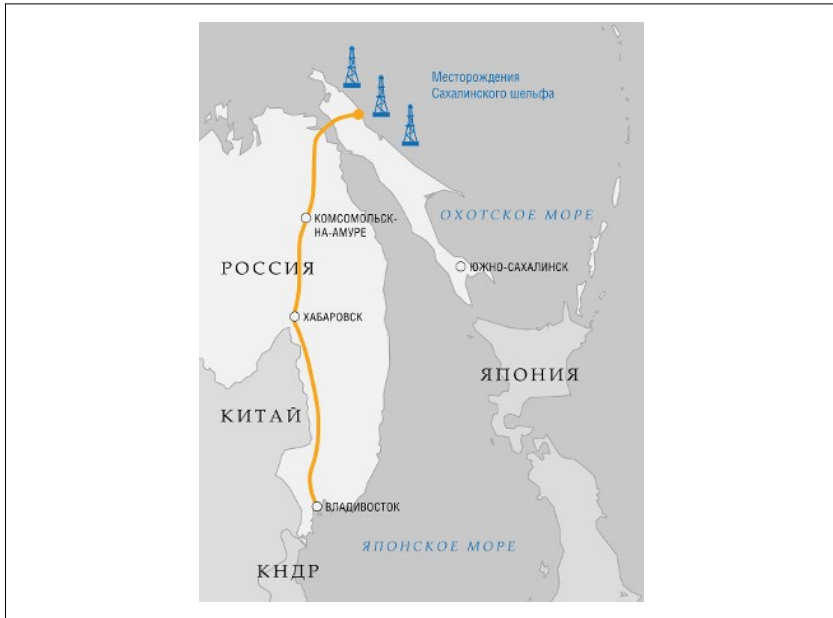 Месторождения
Сахалинского шельфа
ОХОТСКОЕ МОРЕ
КОМСОМОЛЬСК-
НА-АМУРЕ
РОССИЯ
ЮЖНО-САХАЛИНСК
ХАБАРОВСК
ЯПОНИЯ
КИТАЙ
ВЛАДИВОСТОК
ЯПОНСКОЕ МОРЕ
КНДР